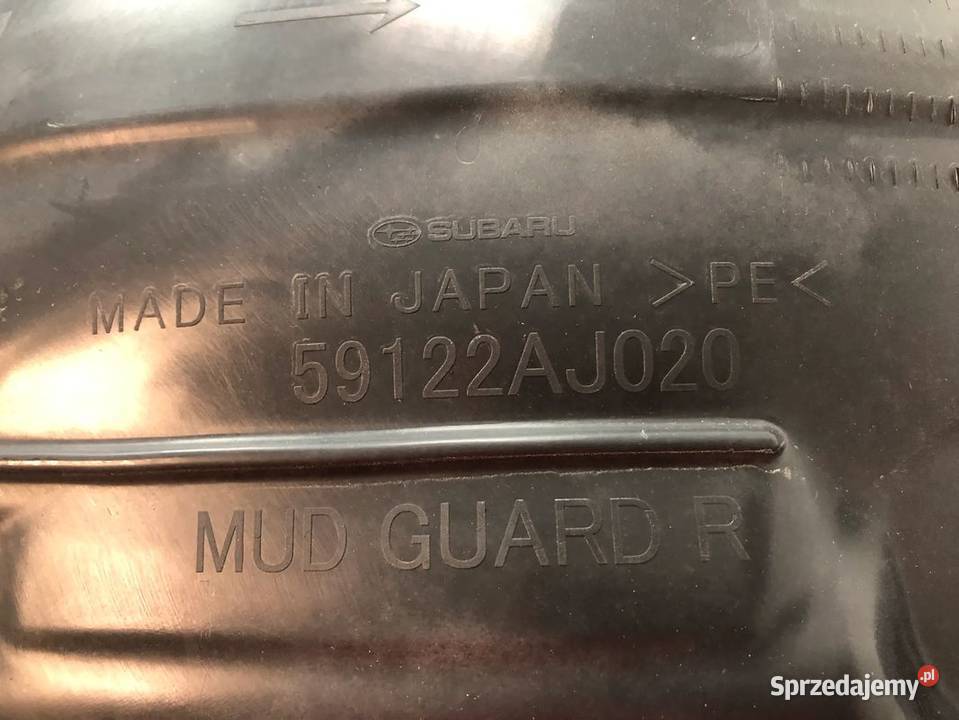 SUBARU
MADE IN JAPAN >PE<
59122AJ020
MUD GUARD R
Sprzedajemy.pl